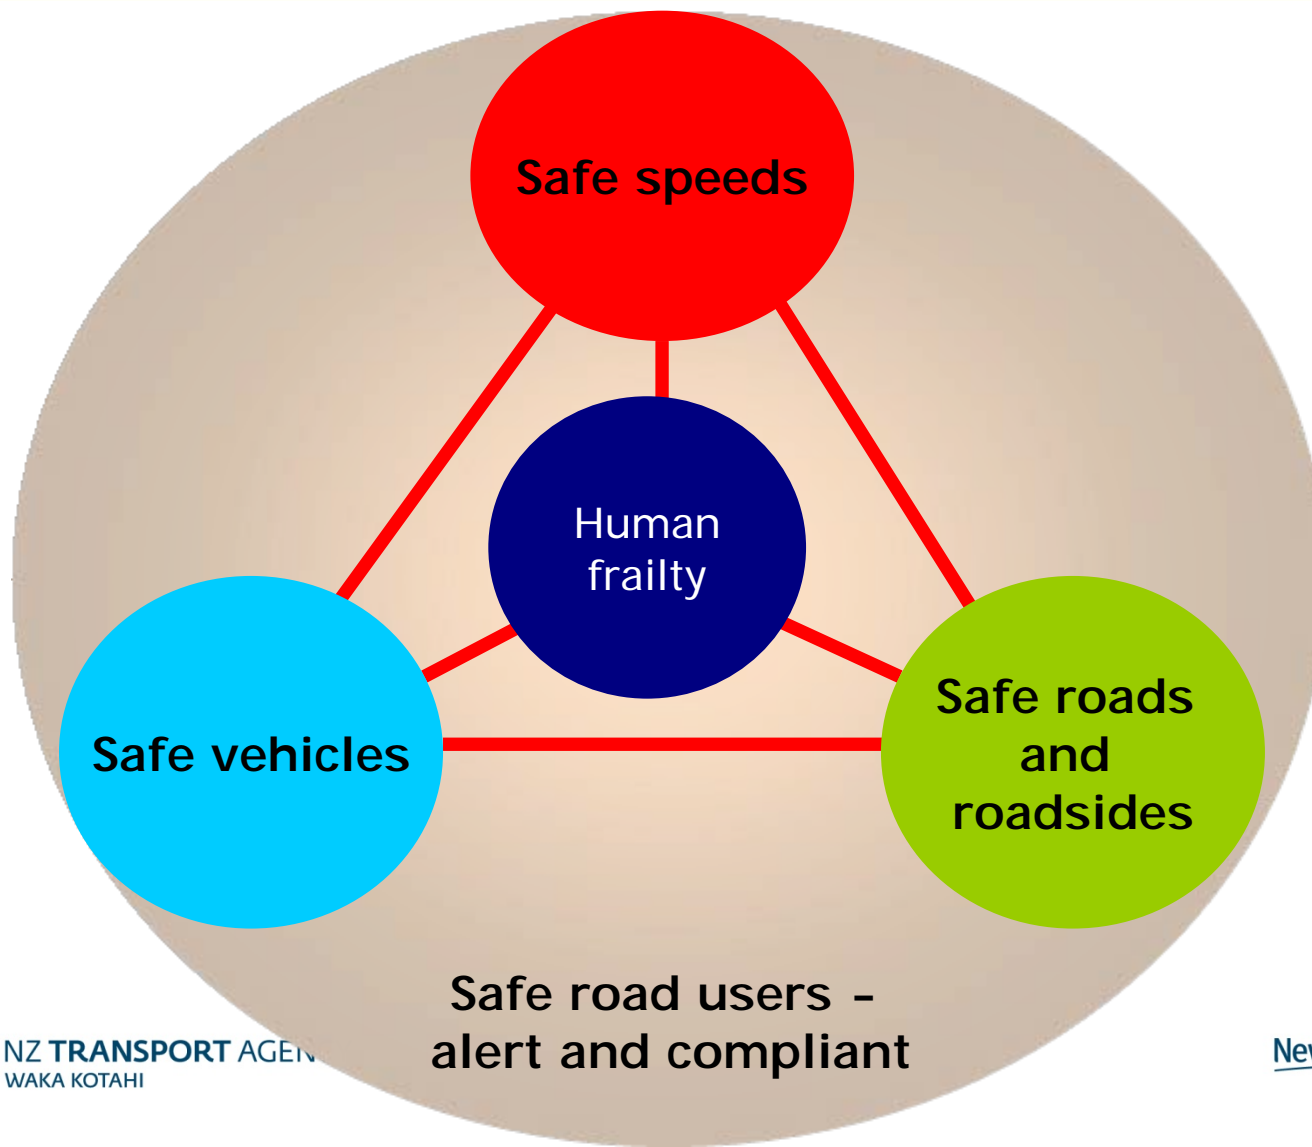 Safe speeds
Human
frailty
Safe vehicles
Safe roads
and
roadsides
Safe road users –
alert and compliant
NZ TRANSPORT AGEN
WAKA KOTAHI